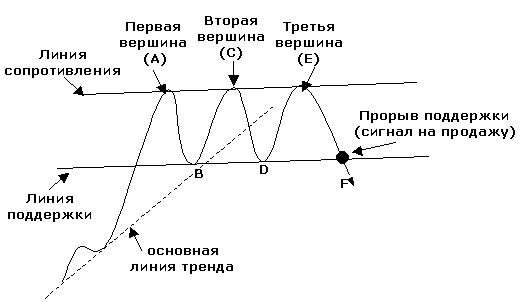 Первая
вершина
(A)
Вторая
вершина
(C)
Третья
вершина
(E)
Линия
сопротивления
Прорыв поддержки
(сигнал на продажу)
B
D
F
Линия
поддержки
основная
линия тренда